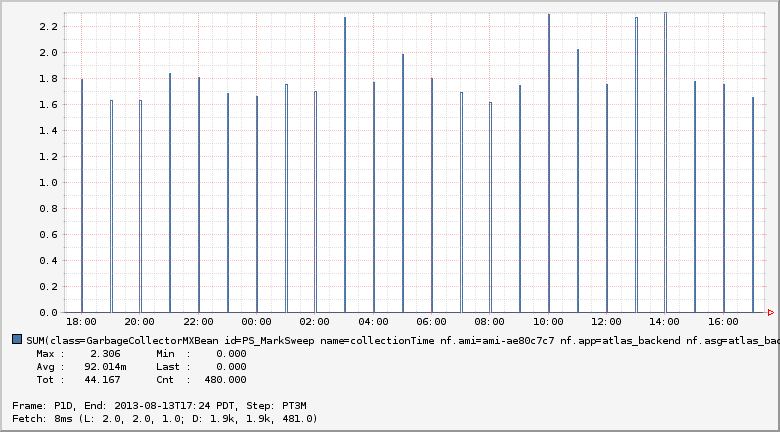 2.2
2.0
1.8
1.6
1.4
1.2
1.0
0.8
0.6
0.4
0.2
0.0
18:00 20:00 22:00 00:00 02:00 04:00 06:00 08:00 10:00 12:00 14:00 16:00
SUM(class=GarbageCollectorMXBean id=PS_MarkSweep name=collectionTime nf.ami=ami-ae80c7c7 nf.app=atlas_backend nf.asg=atlas_bac
Max : 2.306 Min : 0.000
Avg : 92.014m Last : 0.000
Tot : 44.167 Cnt : 480.000
Frame: P1D, End: 2013-08-13T17:24 PDT, Step: PT3M
Fetch: 8ms (L: 2.0, 2.0, 1.0; D: 1.9k, 1.9k, 481.0)